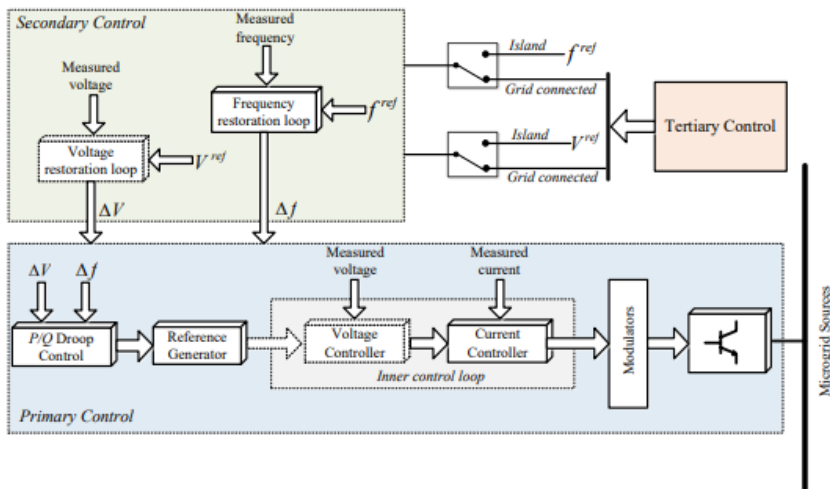 Secondary Control
Measured
frequency
Measured
voltage
Frequency
restoration loop
f ref
Voltage
restoration loop
V ref
ΔV
Δf
Island
f ref
Grid connected
Island
V ref
Grid connected
Tertiary Control
ΔV
Δf
Measured
voltage
Measured
current
P/Q Droop
Control
Reference
Generator
Voltage
Controller
Current
Controller
Inner control loop
Modulators
Microgrid Sources
Primary Control